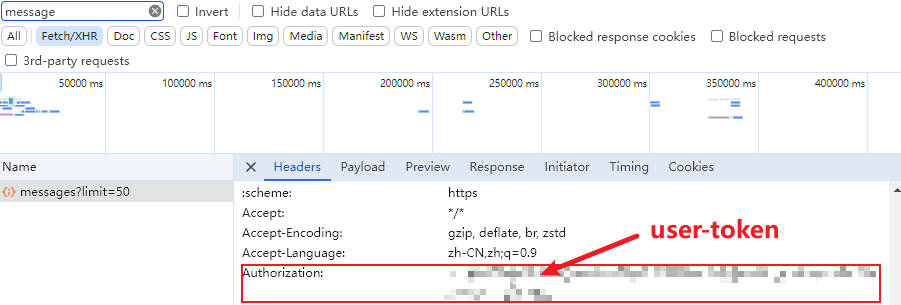 message
Invert
Hide data URLs
Hide extension URLs
All Fetch/XHR Doc CSS JS Font Img Media Manifest WS Wasm Other Blocked response cookies Blocked requests
3rd-party requests
50000 ms 100000 ms 150000 ms 200000 ms 250000 ms 300000 ms 350000 ms 400000 ms
Name Headers Payload Preview Response Initiator Timing Cookies
messages?limit=50
:scheme: https
Accept: */*
Accept-Encoding: gzip, deflate, br, zstd
user-token
Accept-Language: zh-CN,zh;q=0.9
Authorization: